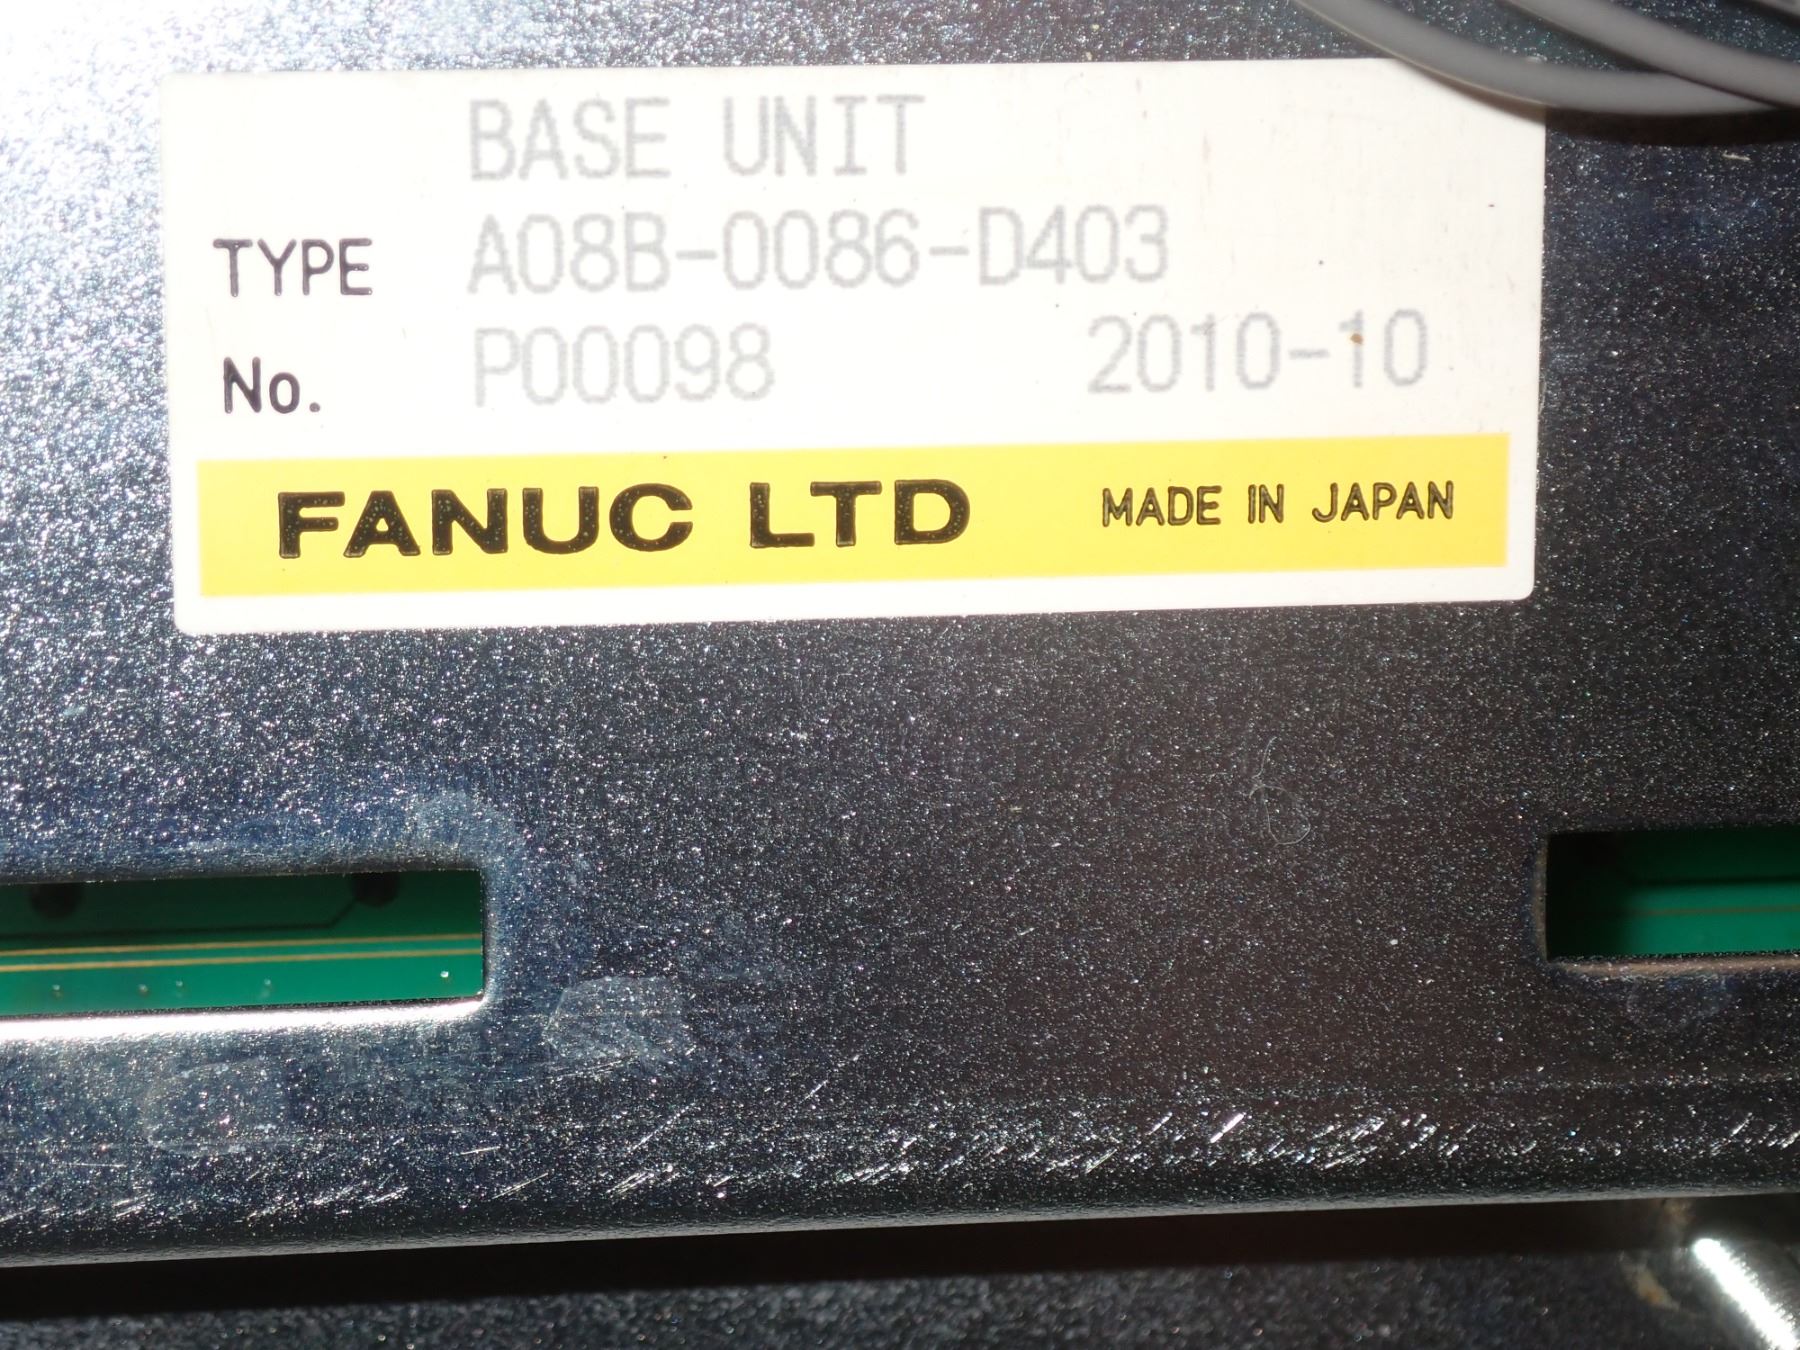 BASE UNIT
TYPE A08B-0086-D403
No. P00098 2010-10
FANUC LTD MADE IN JAPAN